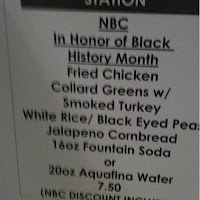 STATION
NBC
In Honor of Black
History Month
Fried Chicken
Collard Greens w/
Smoked Turkey
White Rice/ Black Eyed Peas
Jalapeno Cornbread
16oz Fountain Soda
or
20oz Aquafina Water
7.50
(NBC DISCOUNT